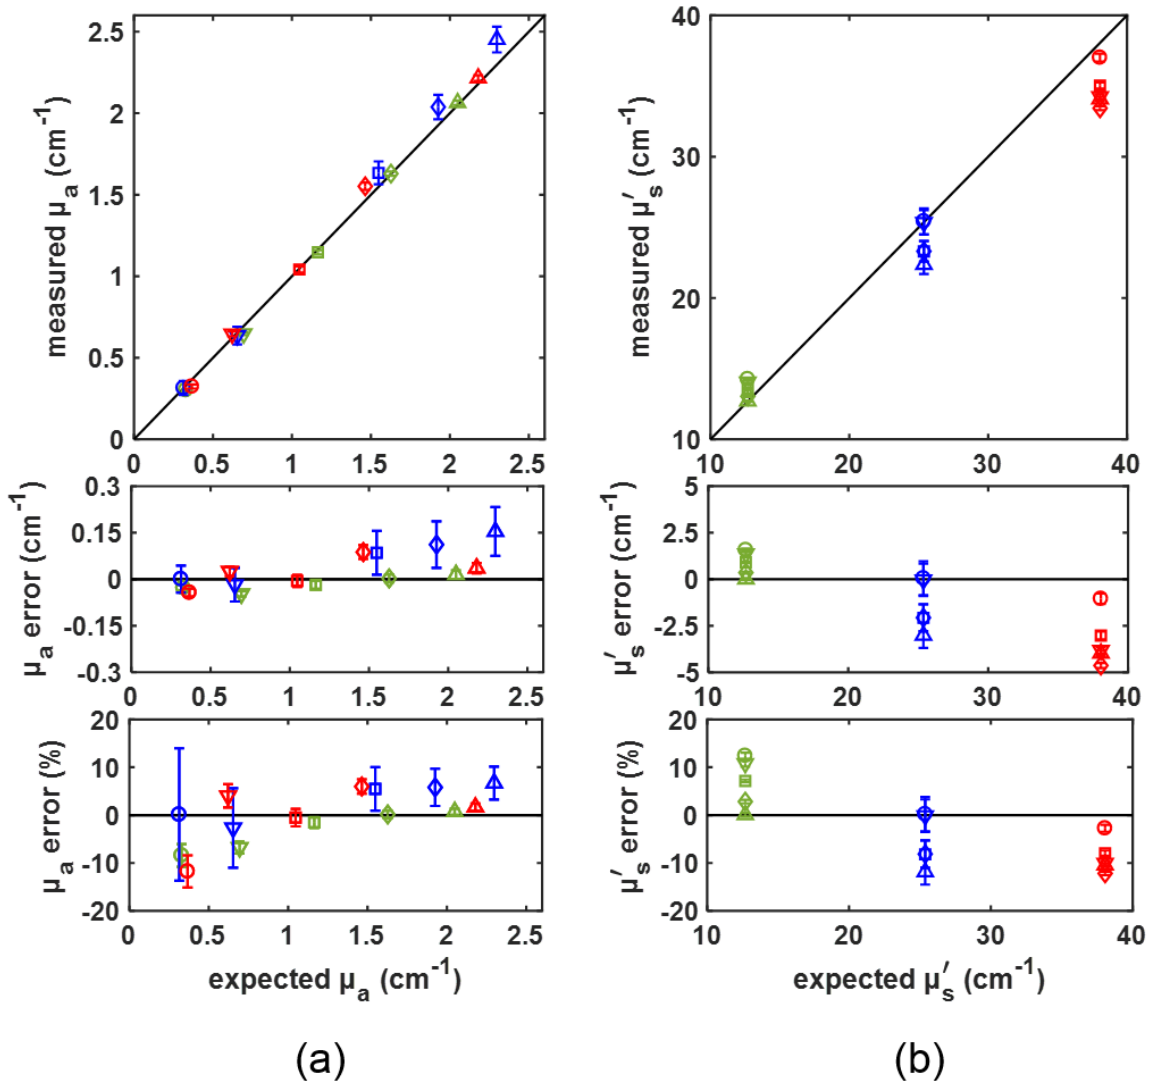 measured μa (cm-1)
2.5
2
1.5
1
0.5
0
0 0.5 1 1.5 2 2.5
μa error (cm-1)
0.3
0.15
0
-0.15
-0.3
0 0.5 1 1.5 2 2.5
μa error (%)
20
10
0
-10
-20
0 0.5 1 1.5 2 2.5
expected μa (cm-1)
(a)
measured μ's (cm-1)
40
30
20
10
10 20 30 40
μ's error (cm-1)
5
2.5
0
-2.5
-5
10 20 30 40
μ's error (%)
20
10
0
-10
-20
10 20 30 40
expected μ's (cm-1)
(b)